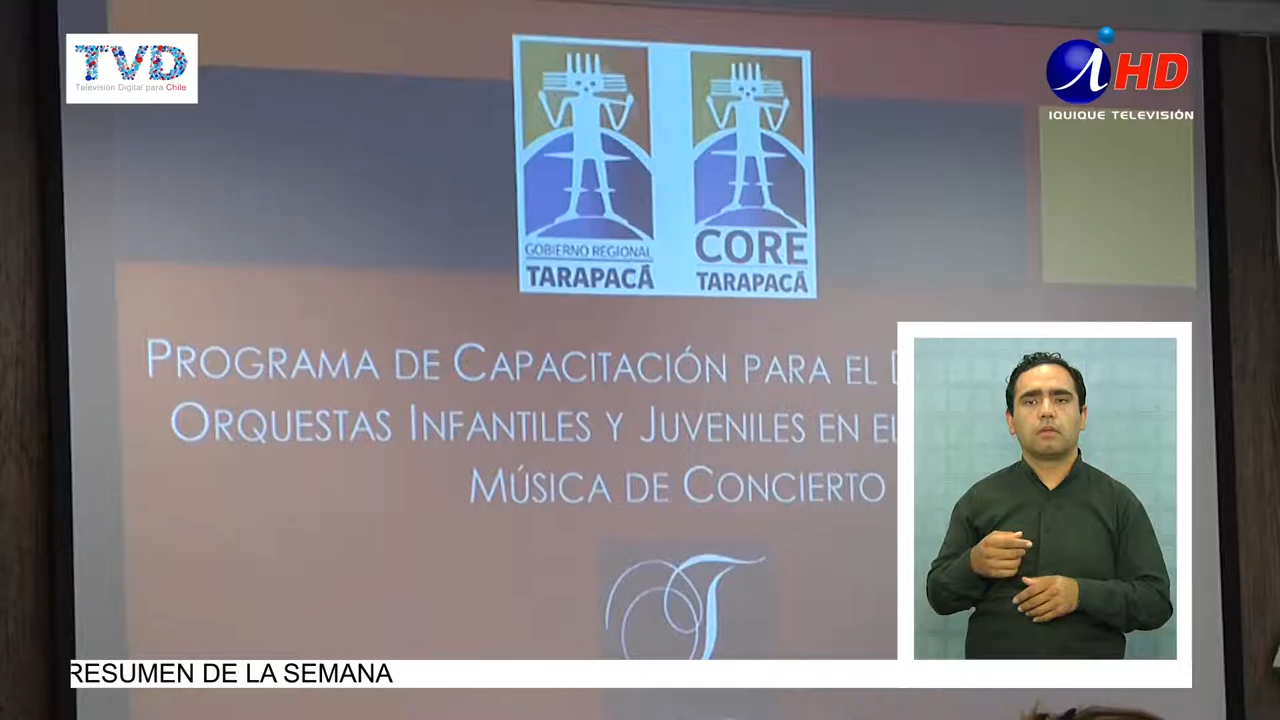 TVD
Televisión Digital para Chile
HD
IQUIQUE TELEVISIÓN
GOBIERNO REGIONAL
TARAPACÁ
CORE
TARAPACÁ
PROGRAMA DE CAPACITACIÓN PARA EL
ORQUESTAS INFANTILES Y JUVENILES EN EL
MÚSICA DE CONCIERTO
RESUMEN DE LA SEMANA